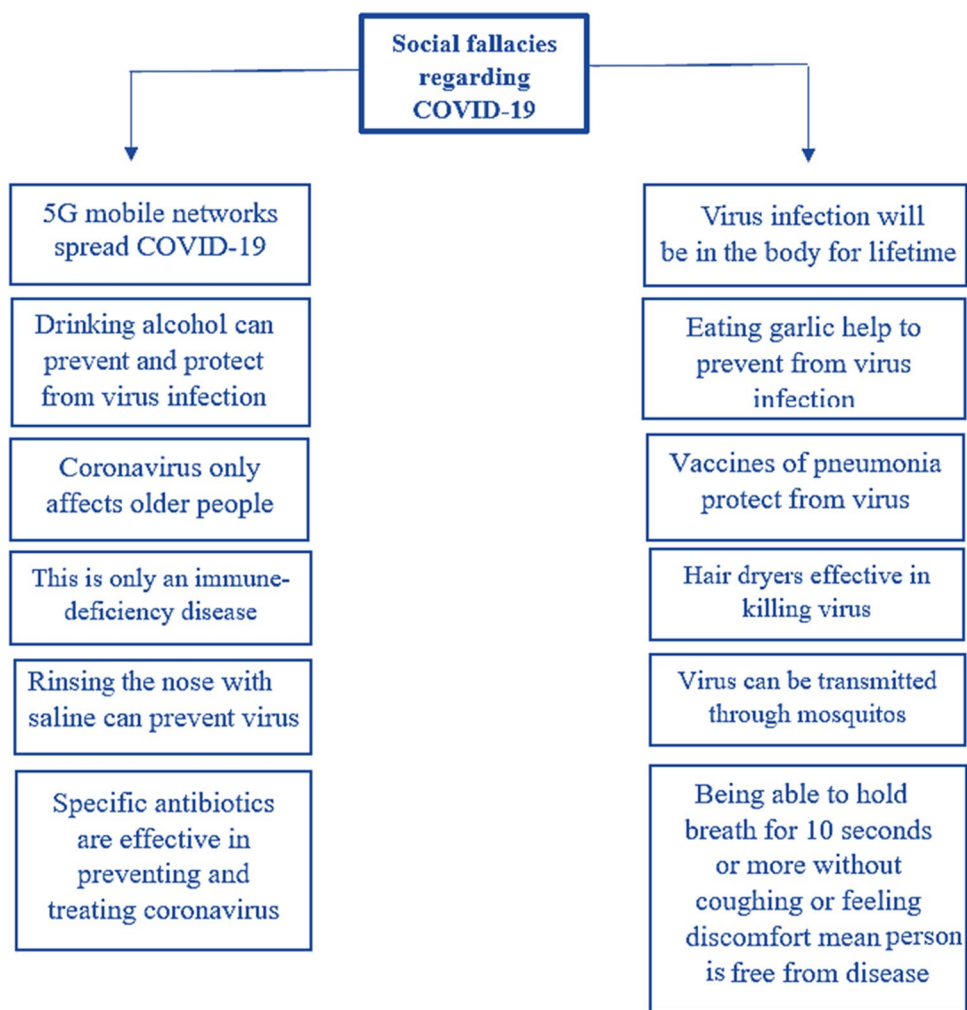 Social fallacies
regarding
COVID-19
5G mobile networks
spread COVID-19
Drinking alcohol can
prevent and protect
from virus infection
Coronavirus only
affects older people
This is only an immune-
deficiency disease
Rinsing the nose with
saline can prevent virus
Specific antibiotics
are effective in
preventing and
treating coronavirus
Virus infection will
be in the body for lifetime
Eating garlic help to
prevent from virus
infection
Vaccines of pneumonia
protect from virus
Hair dryers effective in
killing virus
Virus can be transmitted
through mosquitos
Being able to hold
breath for 10 seconds
or more without
coughing or feeling
discomfort mean person
is free from disease